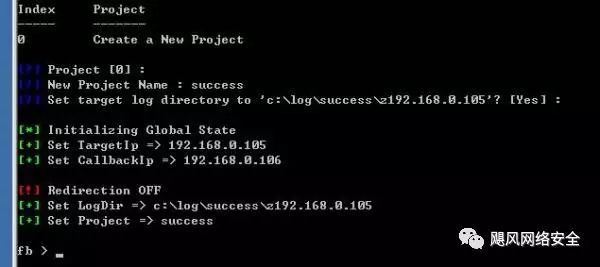 Index      Project
-----      -------
0          Create a New Project
[?] Project [0] :
[?] New Project Name : success
[?] Set target log directory to 'c:\log\success\z192.168.0.105'? [Yes] :
[*] Initializing Global State
[+] Set TargetIp => 192.168.0.105
[+] Set CallbackIp => 192.168.0.106
[!] Redirection OFF
[+] Set LogDir => c:\log\success\z192.168.0.105
[+] Set Project => success
fb > _
飓风网络安全